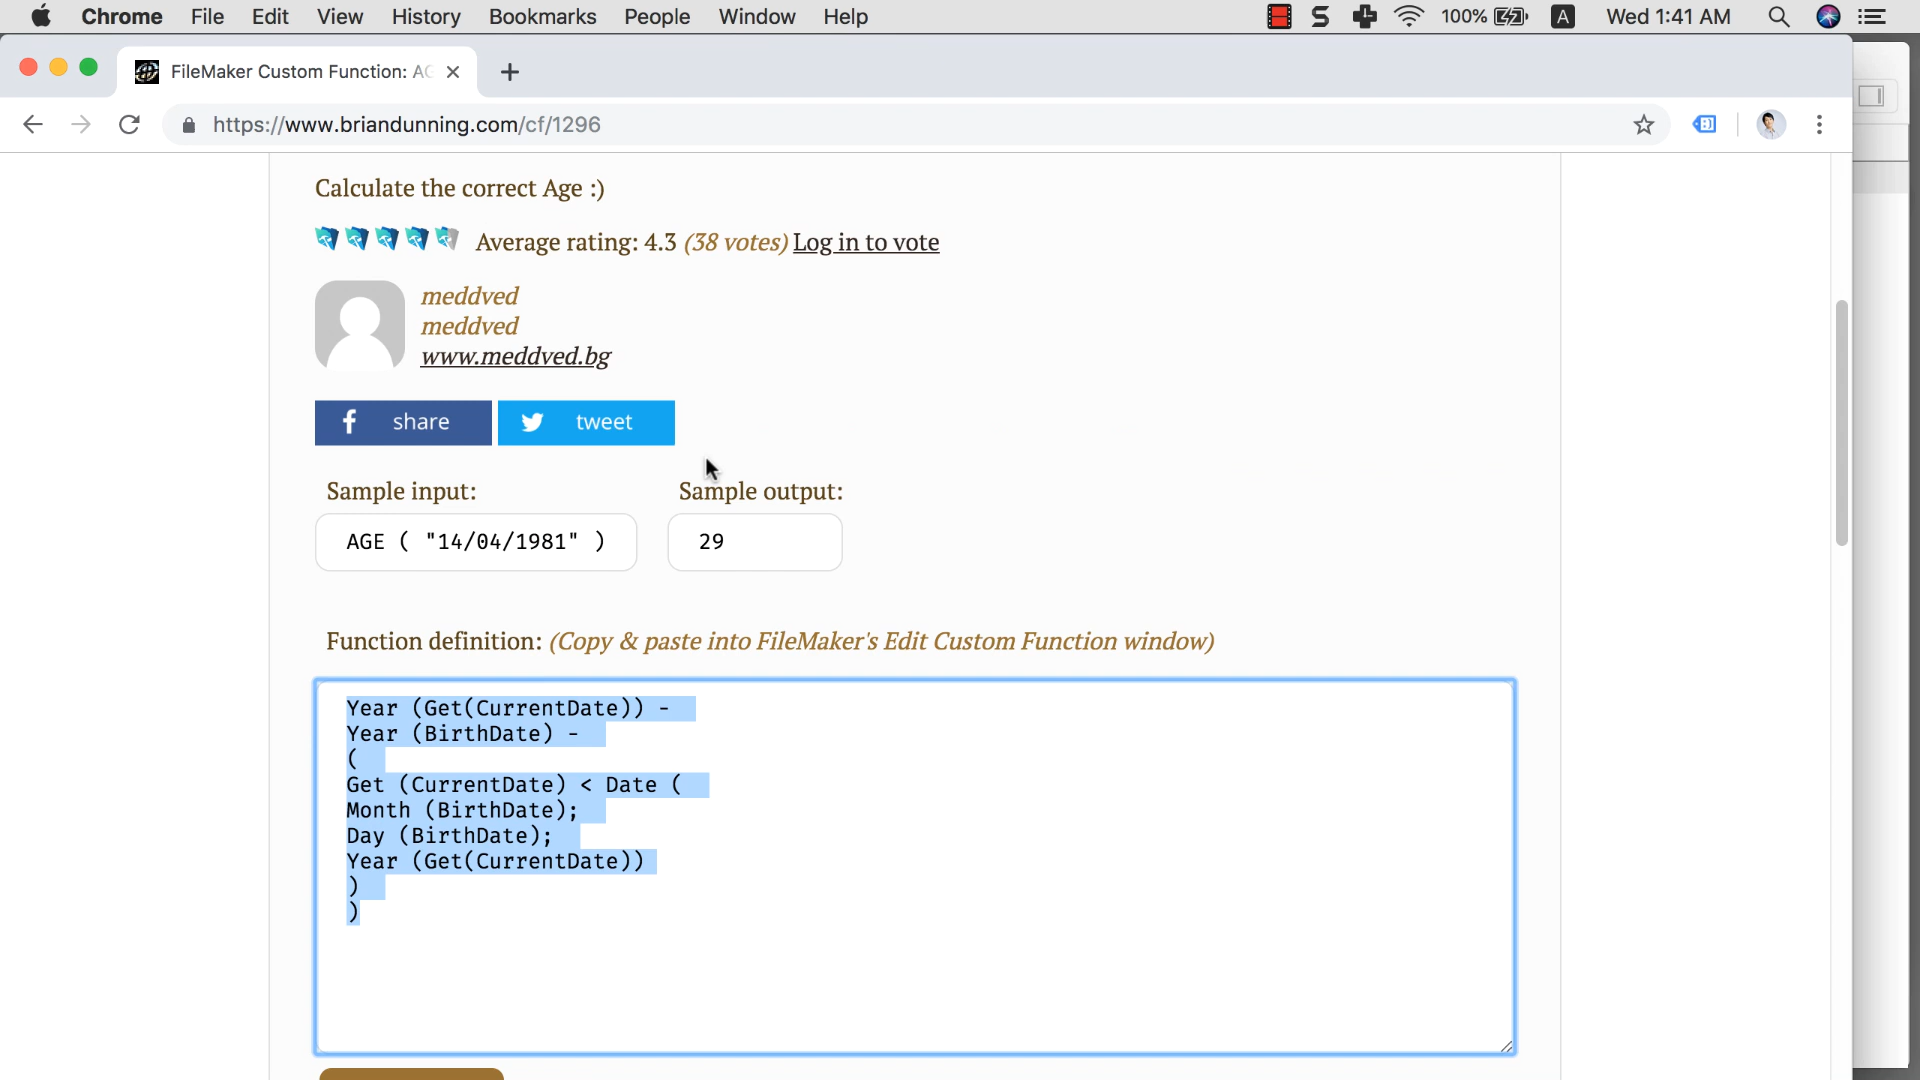 Chrome File Edit View History Bookmarks People Window Help 100% A Wed 1:41 AM
FileMaker Custom Function: AG
https://www.briandunning.com/cf/1296
Calculate the correct Age :)
Average rating: 4.3 (38 votes) Log in to vote
meddved
meddved
www.meddved.bg
share tweet
Sample input: Sample output:
AGE ( "14/04/1981" ) 29
Function definition: (Copy & paste into FileMaker's Edit Custom Function window)
Year (Get(CurrentDate)) -
Year (BirthDate) -
(
Get (CurrentDate) < Date (
Month (BirthDate);
Day (BirthDate);
Year (Get(CurrentDate))
)
)